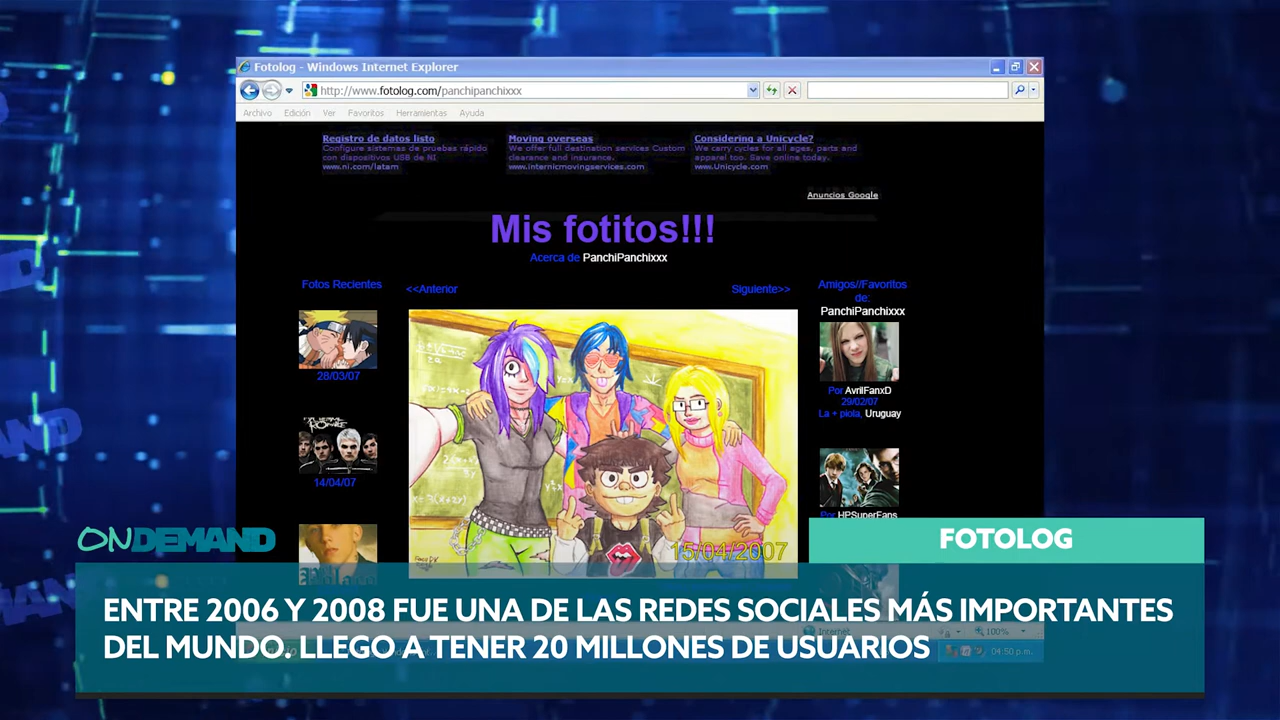 Fotolog - Windows Internet Explorer
http://www.fotolog.com/panchipanchixxx
Archivo Edición Ver Favoritos Herramientas Ayuda
Registro de datos listo
Configure sistemas de pruebas rápido
con dispositivos USB de NI
www.ni.com/latam
Moving overseas
We offer full destination services Custom
clearance and insurance.
www.internicmovingservices.com
Considering a Unicycle?
We carry cycles for all ages, parts and
apparel too. Save online today.
www.Unicycle.com
Anuncios Google
Mis fotitos!!!
Acerca de PanchiPanchixxx
Fotos Recientes
28/03/07
14/04/07
<<Anterior
Siguiente>>
15/04/2007
Amigos//Favoritos
de:
PanchiPanchixxx
Por AvrilFanxD
29/02/07
La + piola, Uruguay
Por HPSuperFans
ONDEMAND
FOTOLOG
ENTRE 2006 Y 2008 FUE UNA DE LAS REDES SOCIALES MÁS IMPORTANTES
DEL MUNDO. LLEGO A TENER 20 MILLONES DE USUARIOS
Internet
100%
04:50 p.m.